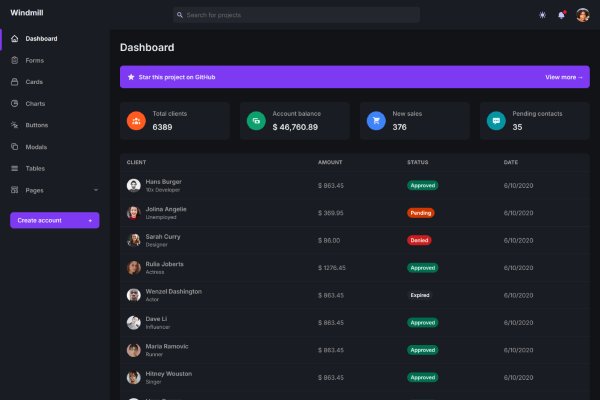 Windmill
Search for projects
Dashboard
Forms
Cards
Charts
Buttons
Modals
Tables
Pages
Create account +
Dashboard
Star this project on GitHub
View more →
Total clients
6389
Account balance
$ 46,760.89
New sales
376
Pending contacts
35
CLIENT AMOUNT STATUS DATE
Hans Burger
10x Developer
$ 863.45 Approved 6/10/2020
Jolina Angelie
Unemployed
$ 369.95 Pending 6/10/2020
Sarah Curry
Designer
$ 86.00 Denied 6/10/2020
Rulia Joberts
Actress
$ 1276.45 Approved 6/10/2020
Wenzel Dashington
Actor
$ 863.45 Expired 6/10/2020
Dave Li
Influencer
$ 863.45 Approved 6/10/2020
Maria Ramovic
Runner
$ 863.45 Approved 6/10/2020
Hitney Wouston
Singer
$ 863.45 Approved 6/10/2020